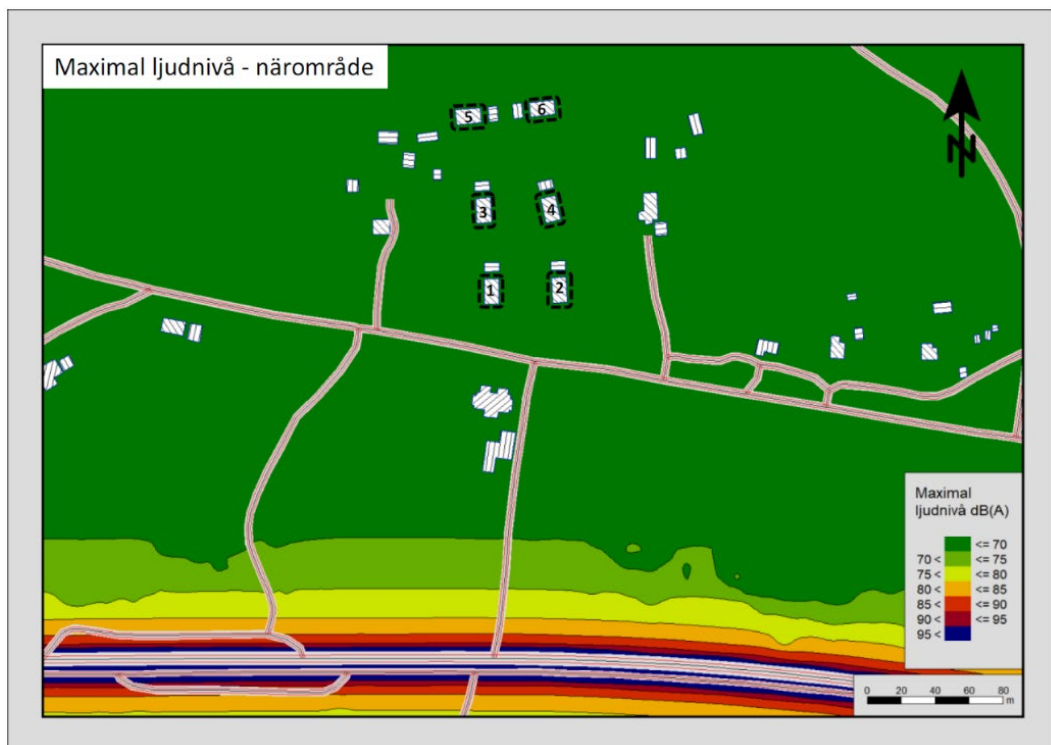 Maximal ljudnivå - närområde
5
6
3
4
1
2
N
Maximal
ljudnivå dB(A)
<= 70
70 < <= 75
75 < <= 80
80 < <= 85
85 < <= 90
90 < <= 95
95 <
0 20 40 60 80
m